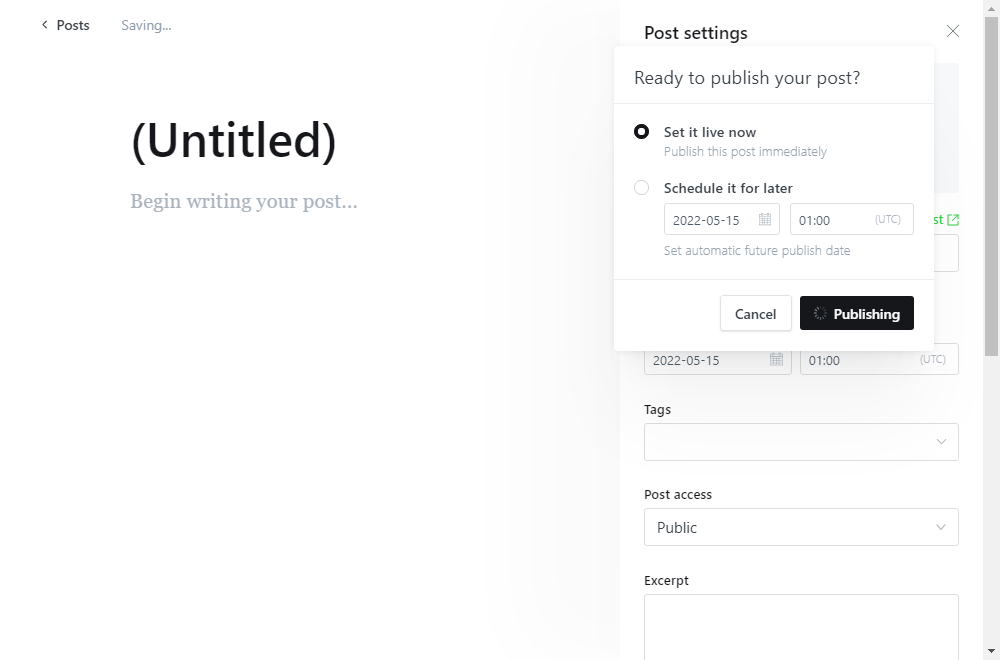 Posts
Saving...
(Untitled)
Begin writing your post...
Post settings
Ready to publish your post?
Set it live now
Publish this post immediately
Schedule it for later
2022-05-15
01:00
(UTC)
Set automatic future publish date
Cancel
Publishing
2022-05-15
01:00
(UTC)
Tags
Post access
Public
Excerpt